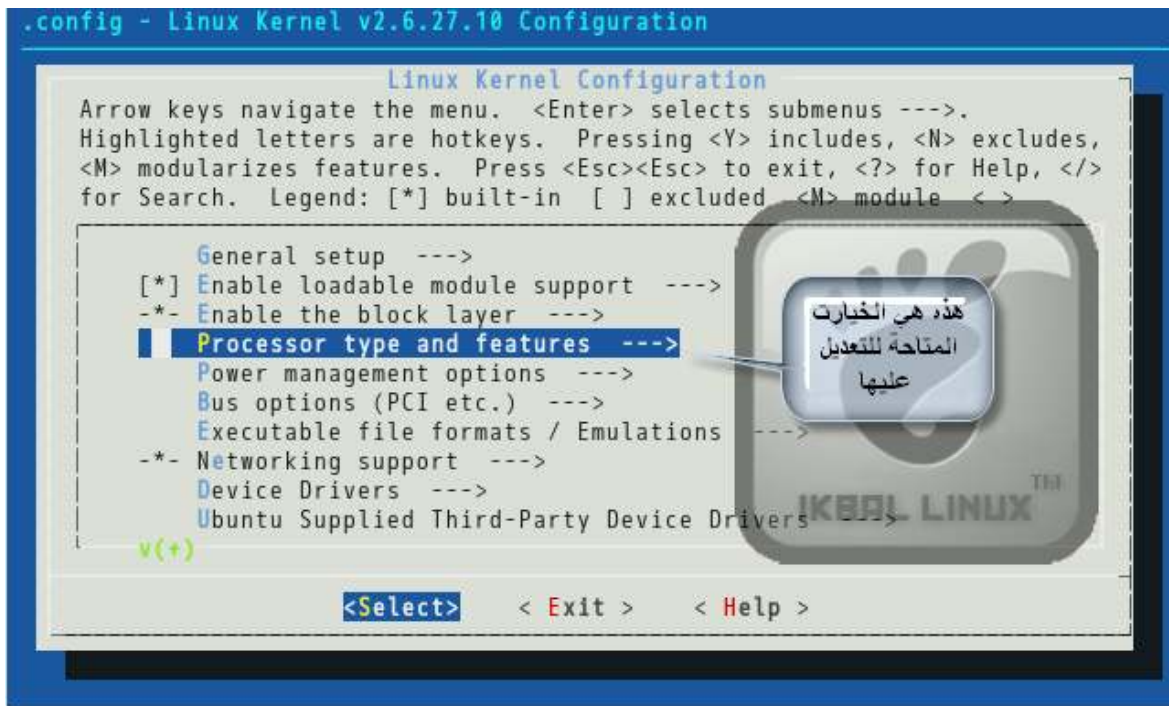 .config - Linux Kernel v2.6.27.10 Configuration
Linux Kernel Configuration
Arrow keys navigate the menu.  <Enter> selects submenus --->.
Highlighted letters are hotkeys.  Pressing <Y> includes, <N> excludes,
<M> modularizes features.  Press <Esc><Esc> to exit, <?> for Help, </>
for Search.  Legend: [*] built-in  [ ] excluded  <M> module  < >
General setup  --->
[*] Enable loadable module support  --->
-*- Enable the block layer  --->
Processor type and features  --->
Power management options  --->
Bus options (PCI etc.)  --->
Executable file formats / Emulations  --->
-*- Networking support  --->
Device Drivers  --->
Ubuntu Supplied Third-Party Device Drivers  --->
v(+)
هذه هي الخيارت
المتاحة للتعديل
عليها
IKBAL LINUX TM
<Select>    < Exit >    < Help >